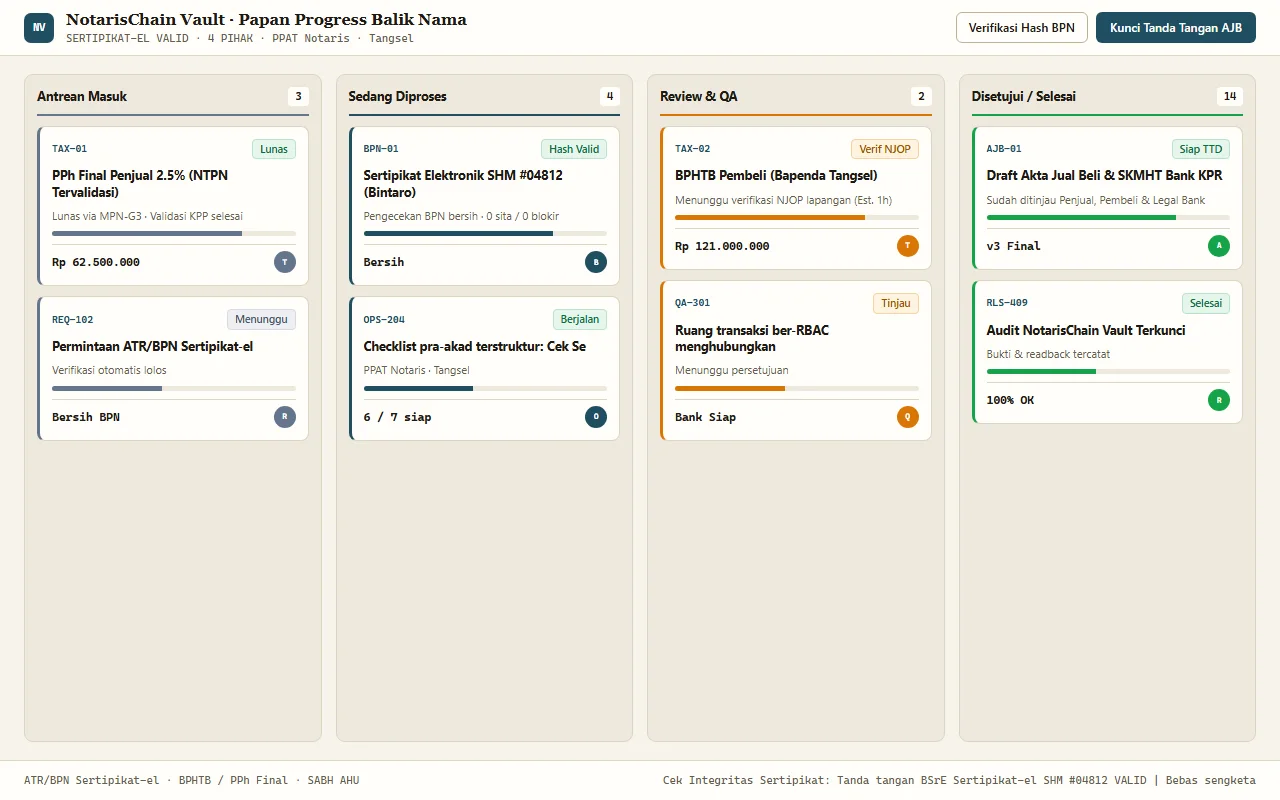 NV
NotarisChain Vault · Papan Progress Balik Nama
SERTIPIKAT-EL VALID · 4 PIHAK · PPAT Notaris · Tangsel
Verifikasi Hash BPN
Kunci Tanda Tangan AJB
Antrean Masuk
3
TAX-01
Lunas
PPh Final Penjual 2.5% (NTPN
Tervalidasi)
Lunas via MPN-G3 · Validasi KPP selesai
Rp 62.500.000
T
REQ-102
Menunggu
Permintaan ATR/BPN Sertipikat-el
Verifikasi otomatis lolos
Bersih BPN
R
Sedang Diproses
4
BPN-01
Hash Valid
Sertipikat Elektronik SHM #04812
(Bintaro)
Pengecekan BPN bersih · 0 sita / 0 blokir
Bersih
B
OPS-204
Berjalan
Checklist pra-akad terstruktur: Cek Se
PPAT Notaris · Tangsel
6 / 7 siap
O
Review & QA
2
TAX-02
Verif NJOP
BPHTB Pembeli (Bapenda Tangsel)
Menunggu verifikasi NJOP lapangan (Est. 1h)
Rp 121.000.000
T
QA-301
Tinjau
Ruang transaksi ber-RBAC
menghubungkan
Menunggu persetujuan
Bank Siap
Q
Disetujui / Selesai
14
AJB-01
Siap TTD
Draft Akta Jual Beli & SKMHT Bank KPR
Sudah ditinjau Penjual, Pembeli & Legal Bank
v3 Final
A
RLS-409
Selesai
Audit NotarisChain Vault Terkunci
Bukti & readback tercatat
100% OK
R
ATR/BPN Sertipikat-el · BPHTB / PPh Final · SABH AHU
Cek Integritas Sertipikat: Tanda tangan BSrE Sertipikat-el SHM #04812 VALID | Bebas sengketa